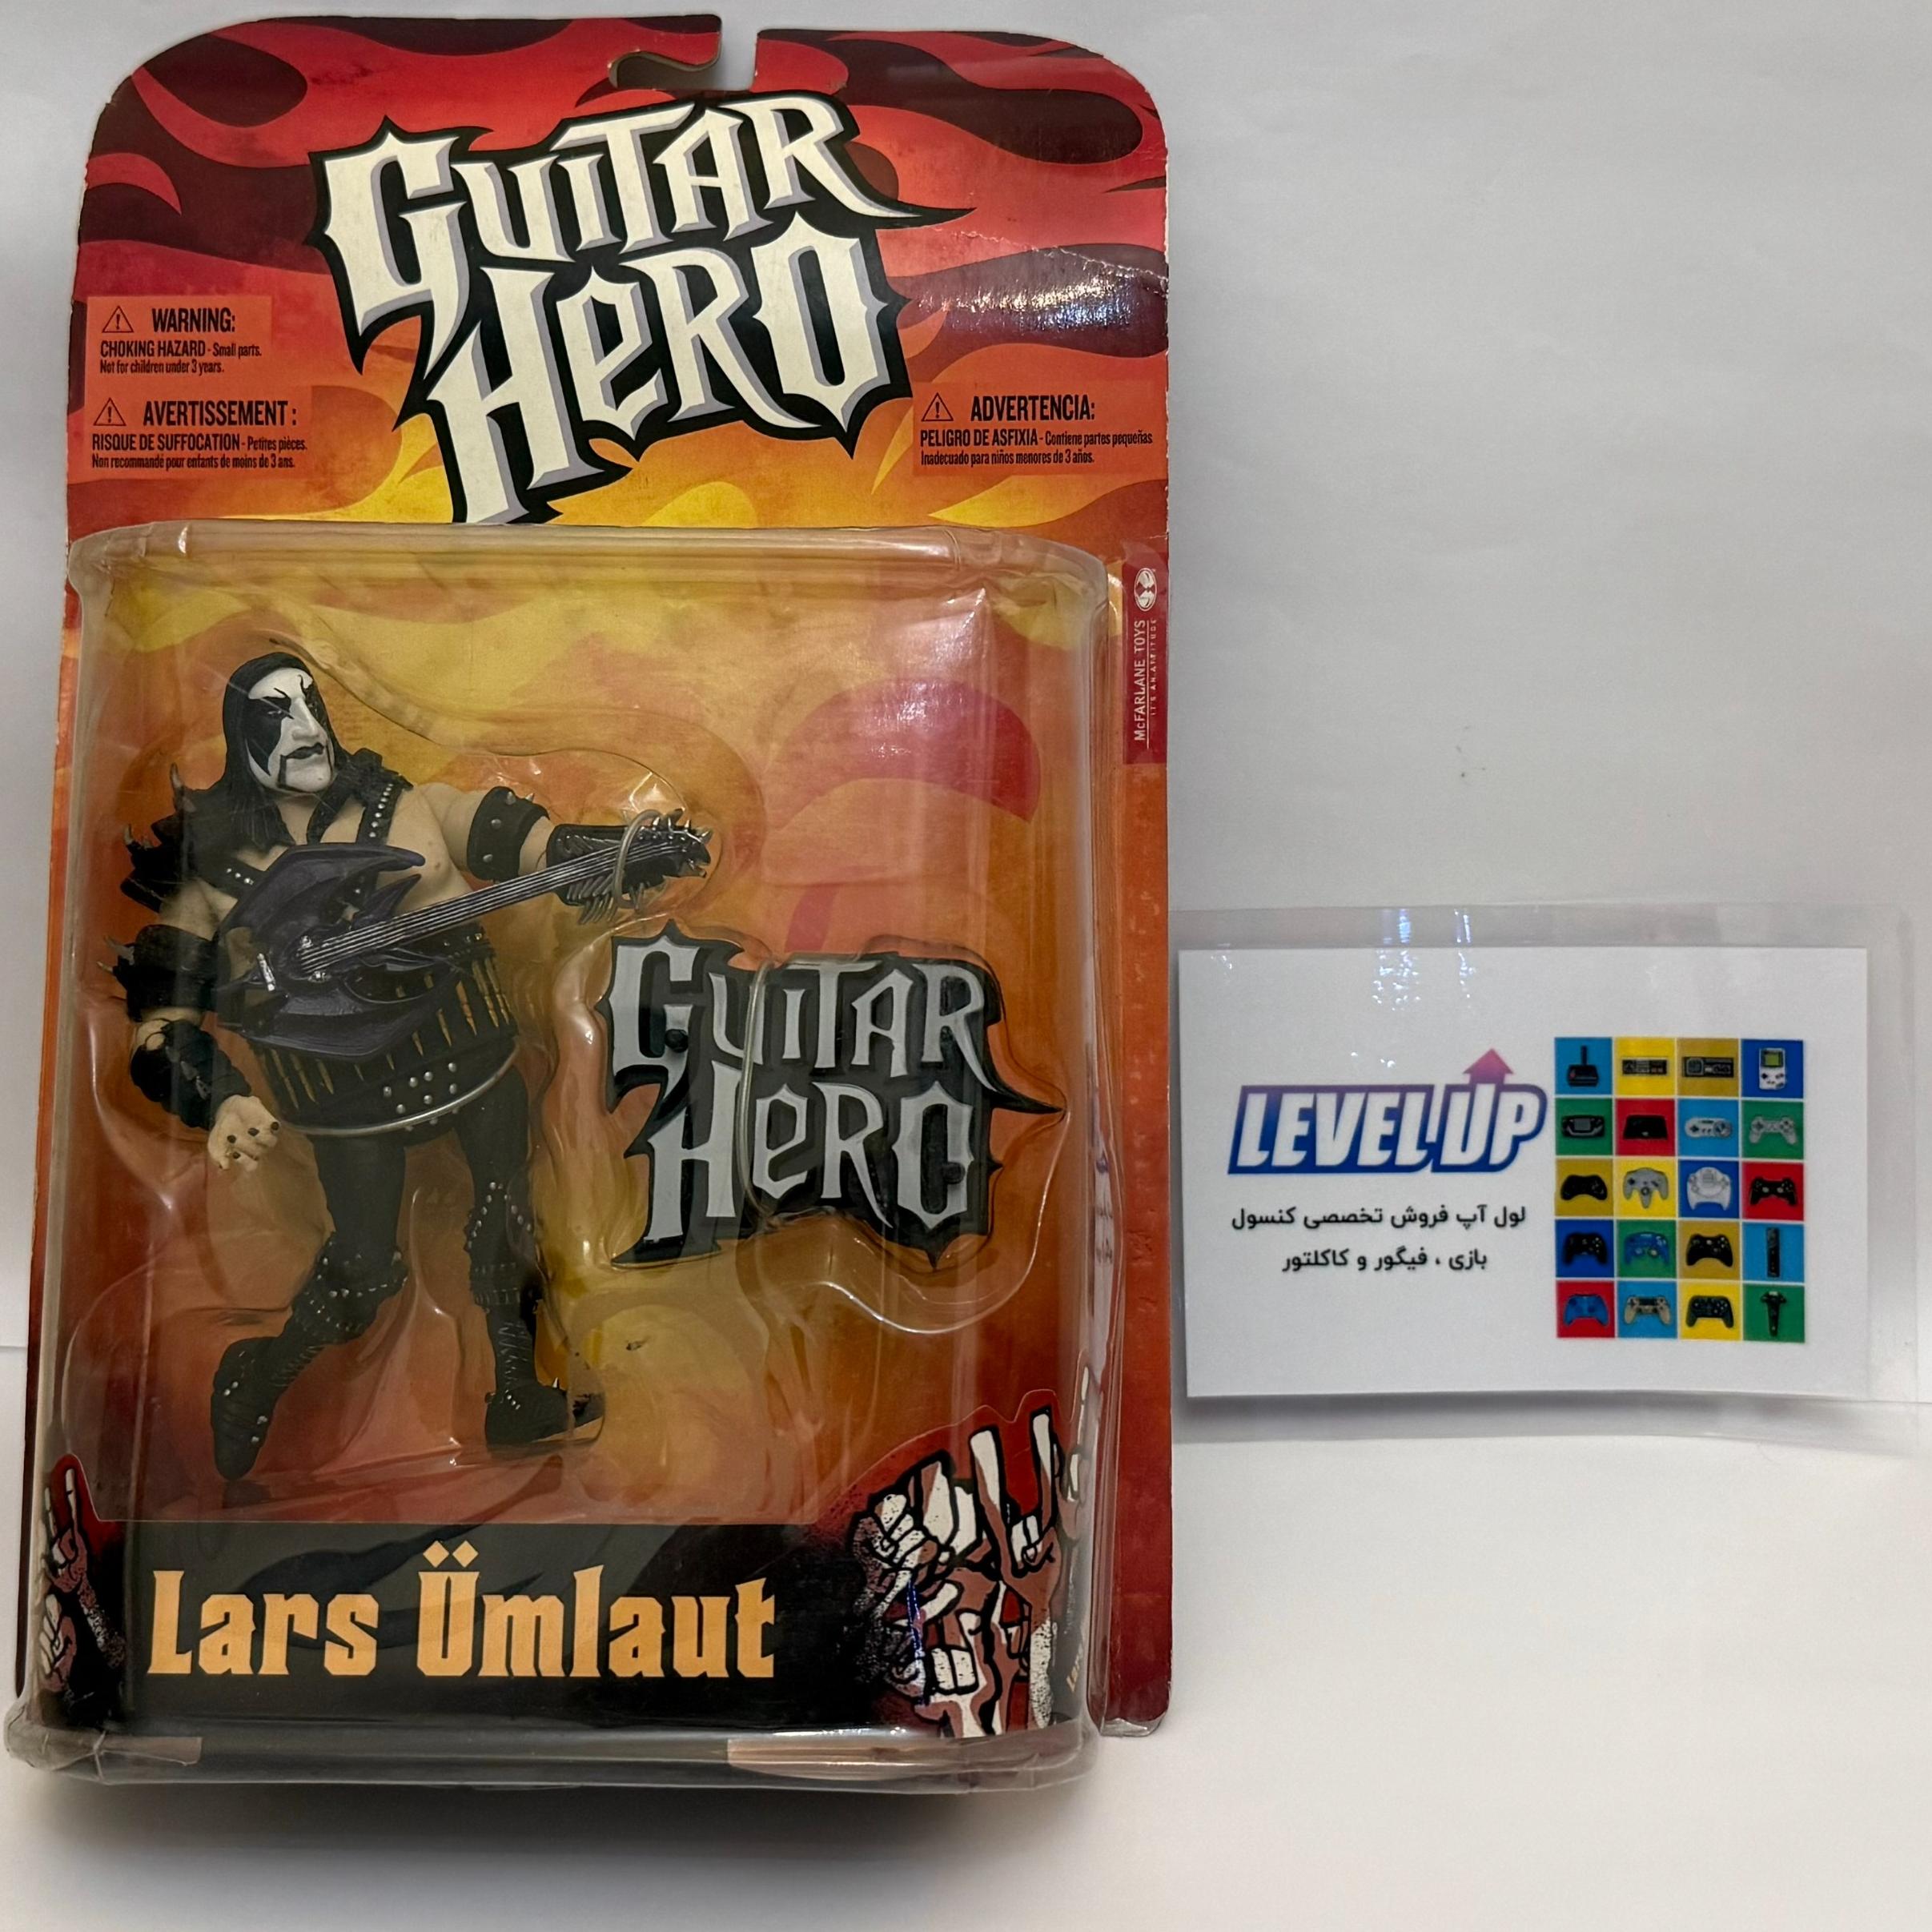 GUITAR
HERO
WARNING:
CHOKING HAZARD - Small parts.
Not for children under 3 years.
AVERTISSEMENT :
RISQUE DE SUFFOCATION - Petites pièces.
Non recommandé pour enfants de moins de 3 ans.
ADVERTENCIA:
PELIGRO DE ASFIXIA - Contiene partes pequeñas
Inadecuado para niños menores de 3 años.
McFARLANE TOYS
IT'S AN ATTITUDE
GUITAR
HERO
Lars Ümlaut
LEVEL UP
لول آپ فروش تخصصی کنسول
بازی ، فیگور و کاکلتور